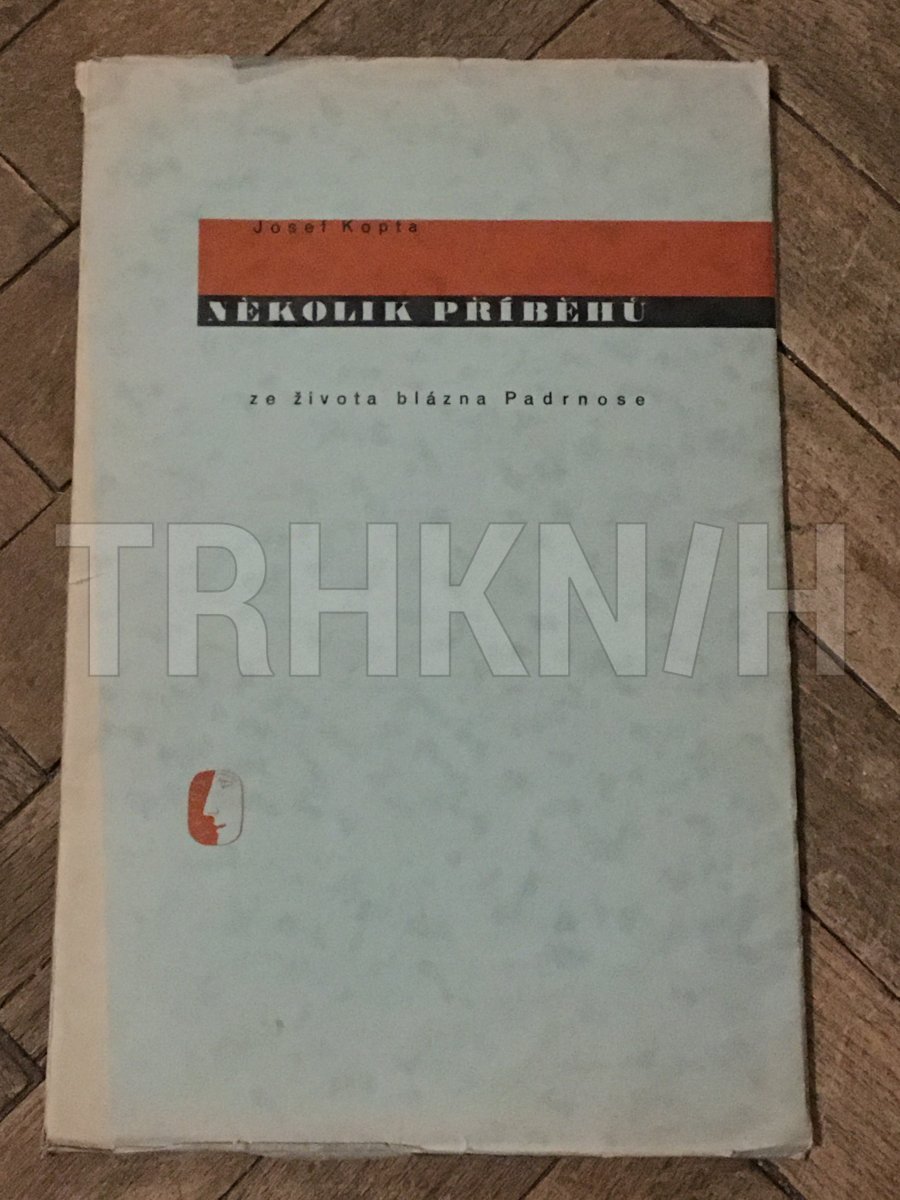 Josef Kopta
NĚKOLIK PŘÍBĚHŮ
ze života blázna Padrnose
TRHKNIH